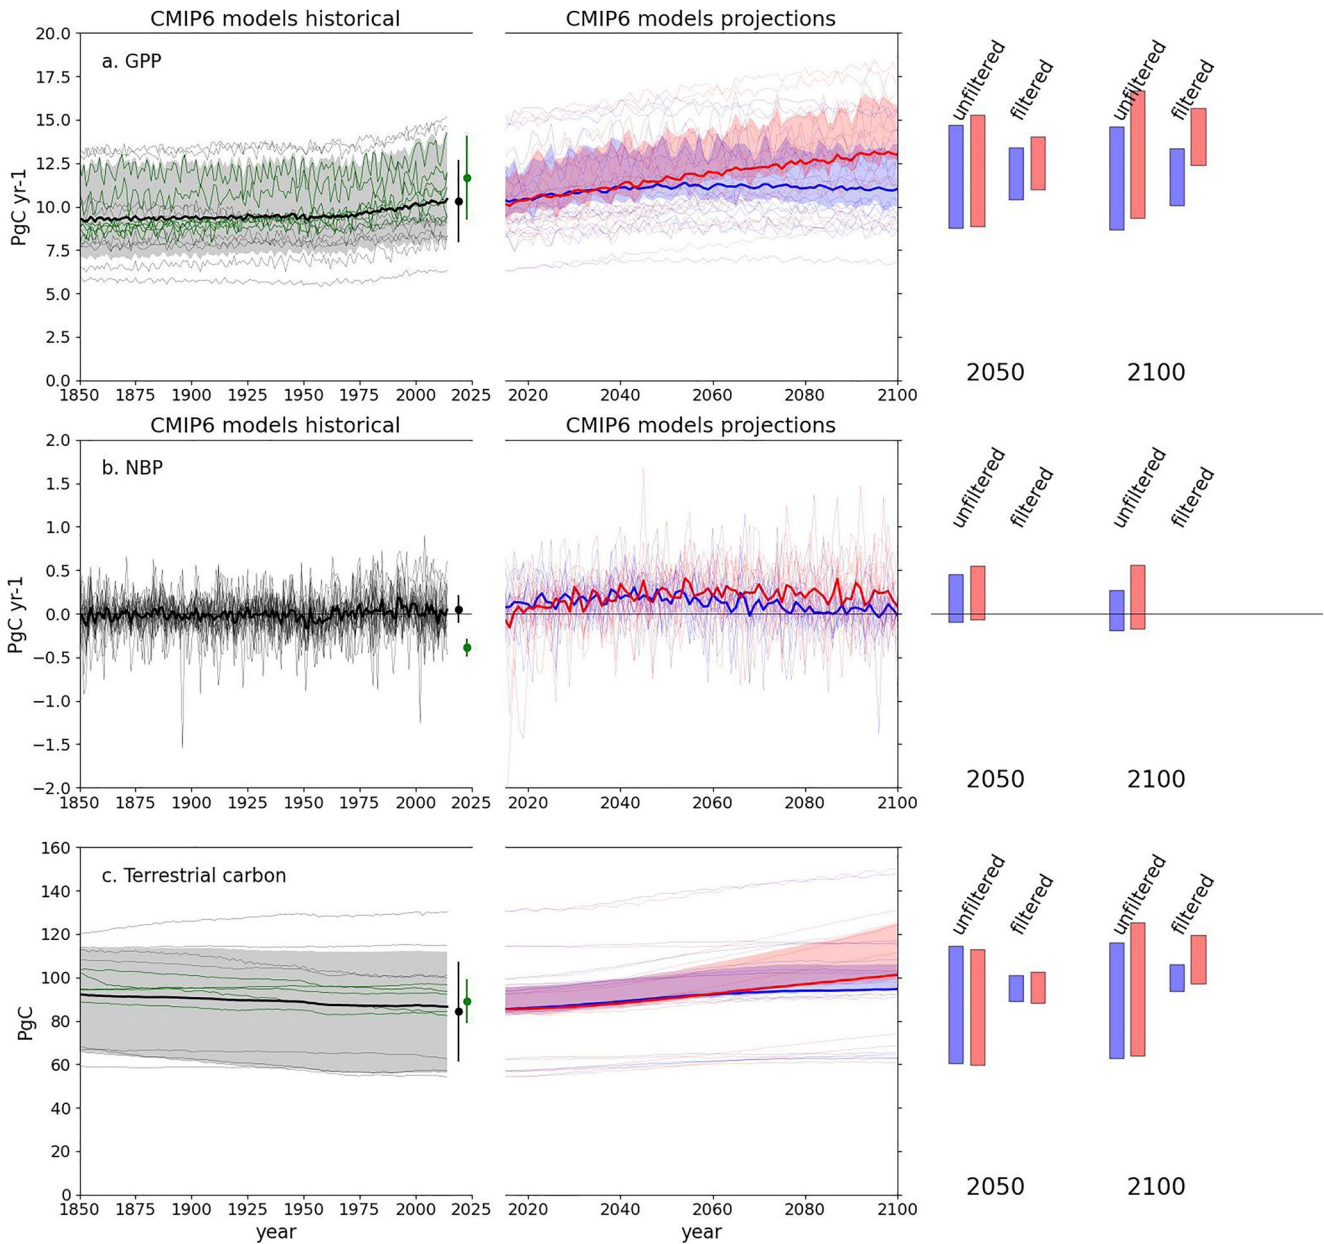 CMIP6 models historical
CMIP6 models projections
a. GPP
PgC yr-1
20.0
17.5
15.0
12.5
10.0
7.5
5.0
2.5
0.0
1850 1875 1900 1925 1950 1975 2000 2025
2020 2040 2060 2080 2100
unfiltered
filtered
unfiltered
filtered
2050
2100
CMIP6 models historical
CMIP6 models projections
b. NBP
PgC yr-1
2.0
1.5
1.0
0.5
0.0
−0.5
−1.0
−1.5
−2.0
1850 1875 1900 1925 1950 1975 2000 2025
2020 2040 2060 2080 2100
unfiltered
filtered
unfiltered
filtered
2050
2100
c. Terrestrial carbon
PgC
160
140
120
100
80
60
40
20
0
1850 1875 1900 1925 1950 1975 2000 2025
year
2020 2040 2060 2080 2100
year
unfiltered
filtered
unfiltered
filtered
2050
2100